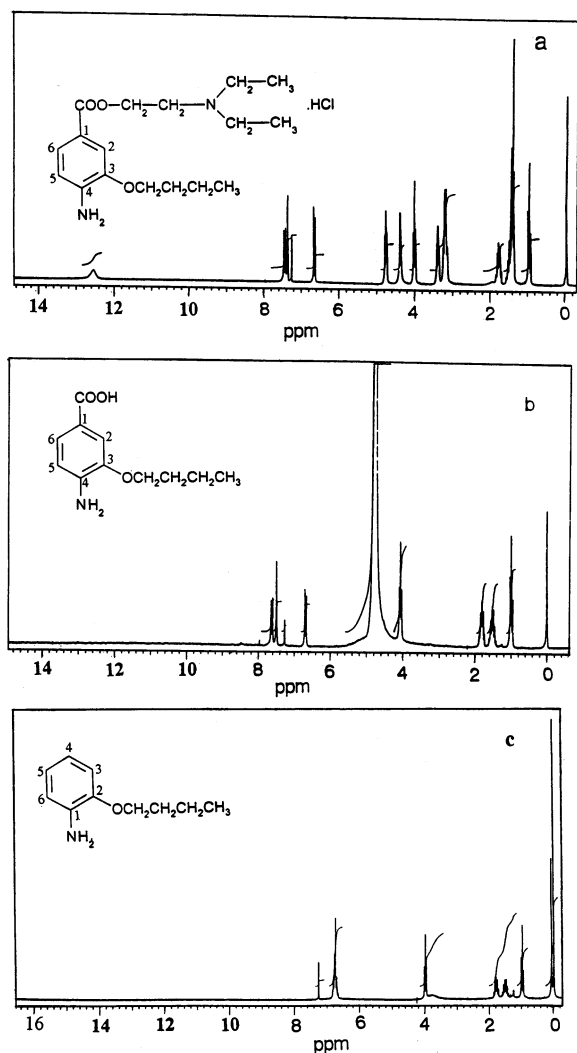 a
CH₂–CH₃
COO–CH₂–CH₂–N .HCl
CH₂–CH₃
1
6 2
5 3
4 OCH₂CH₂CH₂CH₃
NH₂
14 12 10 8 6 4 2 0
ppm
b
COOH
1
6 2
5 3
4 OCH₂CH₂CH₂CH₃
NH₂
14 12 10 8 6 4 2 0
ppm
c
4
5 3
6 2
1 OCH₂CH₂CH₂CH₃
NH₂
16 14 12 10 8 6 4 2 0
ppm